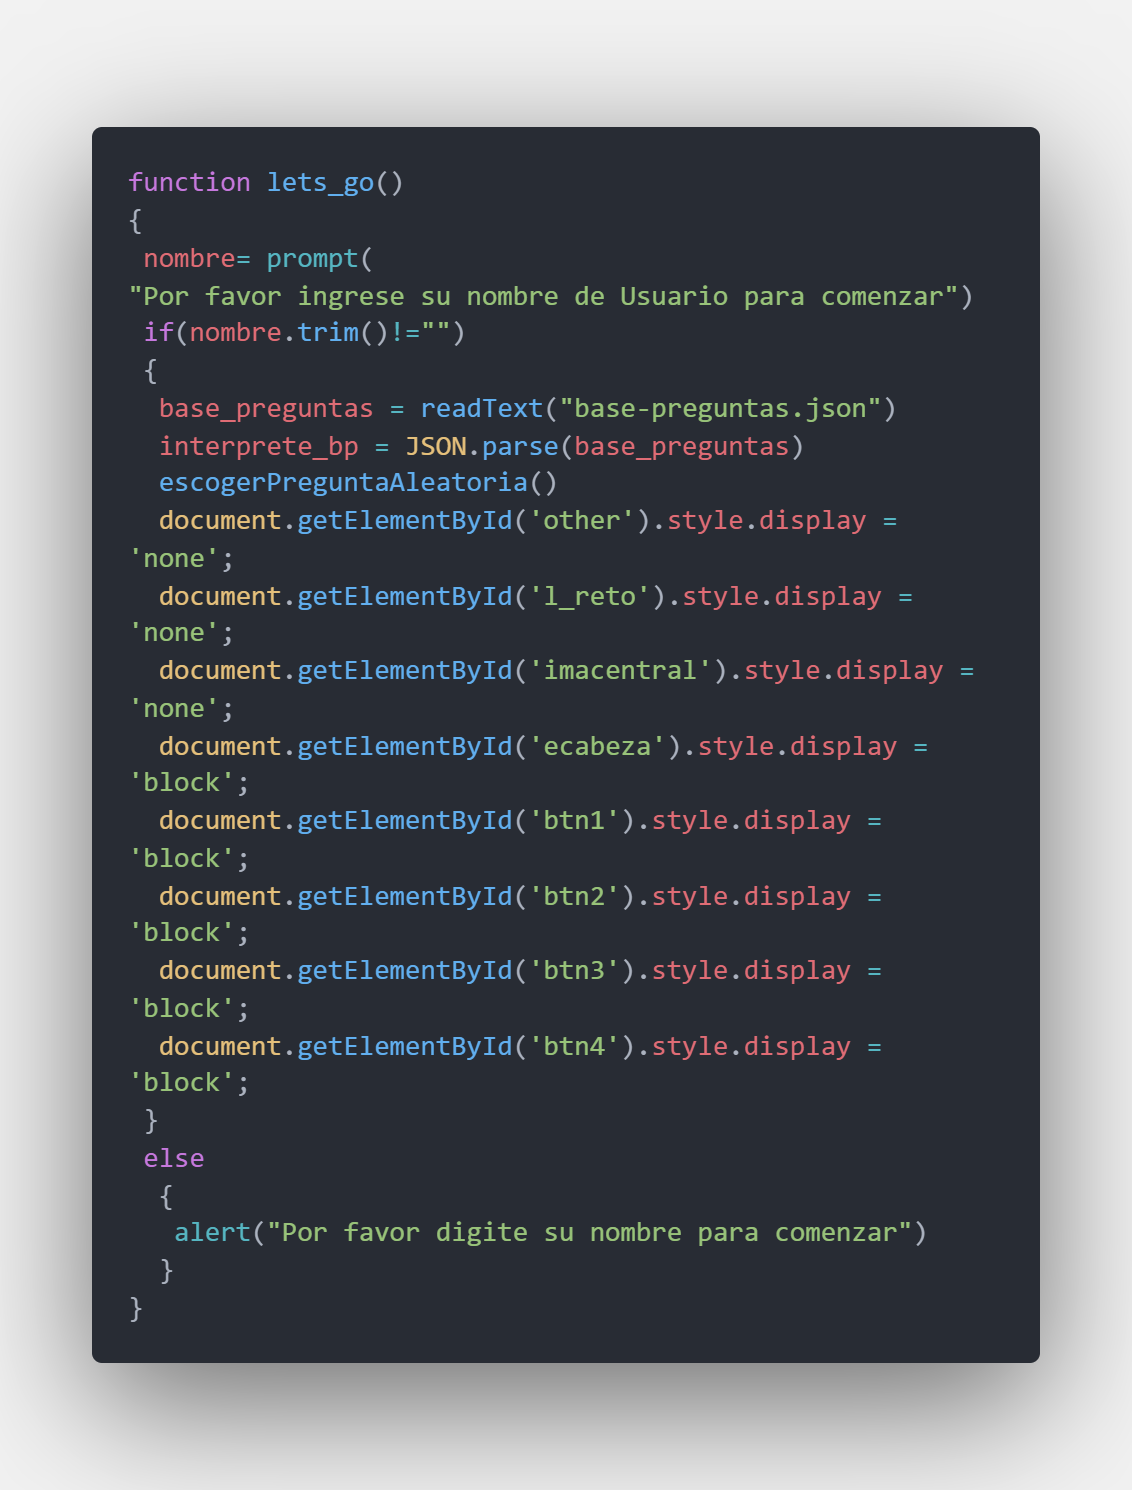 function lets_go()
{
 nombre= prompt(
"Por favor ingrese su nombre de Usuario para comenzar")
 if(nombre.trim()!="")
 {
  base_preguntas = readText("base-preguntas.json")
  interprete_bp = JSON.parse(base_preguntas)
  escogerPreguntaAleatoria()
  document.getElementById('other').style.display =
'none';
  document.getElementById('l_reto').style.display =
'none';
  document.getElementById('imacentral').style.display =
'none';
  document.getElementById('ecabeza').style.display =
'block';
  document.getElementById('btn1').style.display =
'block';
  document.getElementById('btn2').style.display =
'block';
  document.getElementById('btn3').style.display =
'block';
  document.getElementById('btn4').style.display =
'block';
 }
 else
  {
   alert("Por favor digite su nombre para comenzar")
  }
}